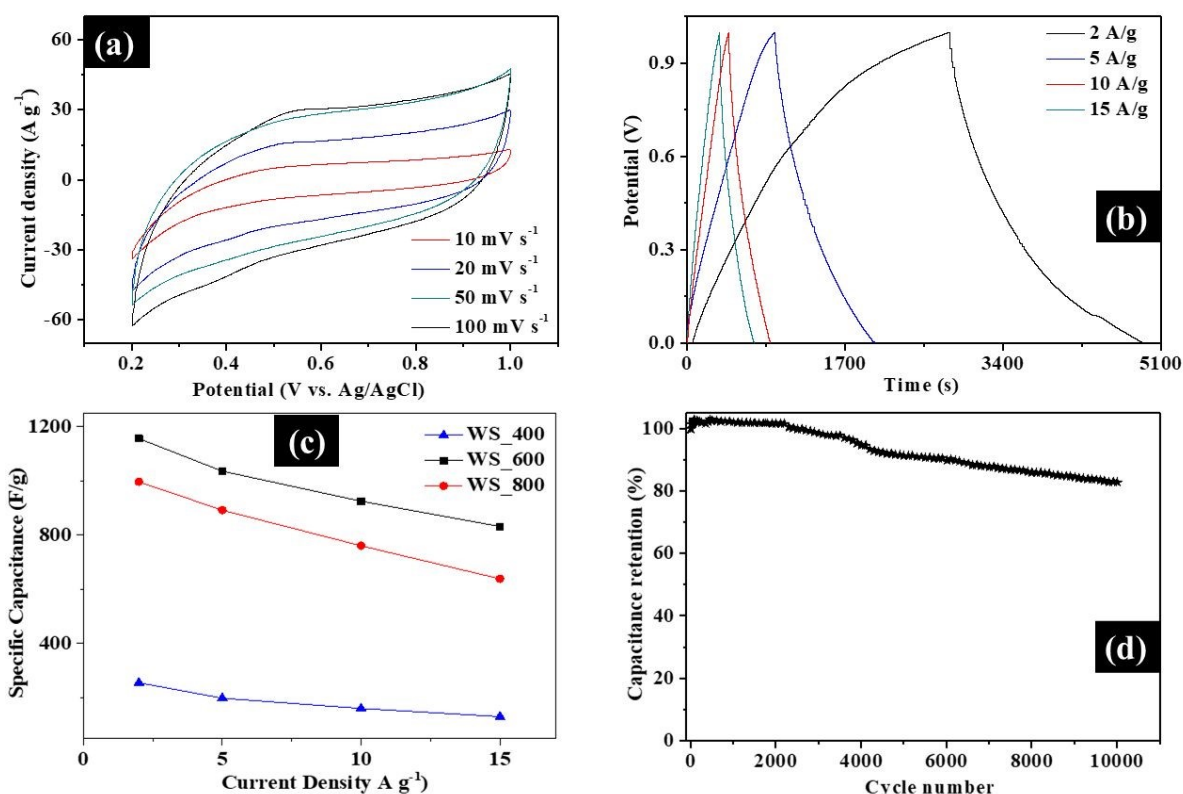 (a)
60
30
0
-30
-60
Current density (A g⁻¹)
10 mV s⁻¹
20 mV s⁻¹
50 mV s⁻¹
100 mV s⁻¹
0.2 0.4 0.6 0.8 1.0
Potential (V vs. Ag/AgCl)
(b)
2 A/g
5 A/g
10 A/g
15 A/g
0.9
0.6
0.3
0.0
Potential (V)
0 1700 3400 5100
Time (s)
(c)
1200
800
400
Specific Capacitance (F/g)
WS_400
WS_600
WS_800
0 5 10 15
Current Density A g⁻¹)
(d)
100
80
60
40
20
0
Capacitance retention (%)
0 2000 4000 6000 8000 10000
Cycle number